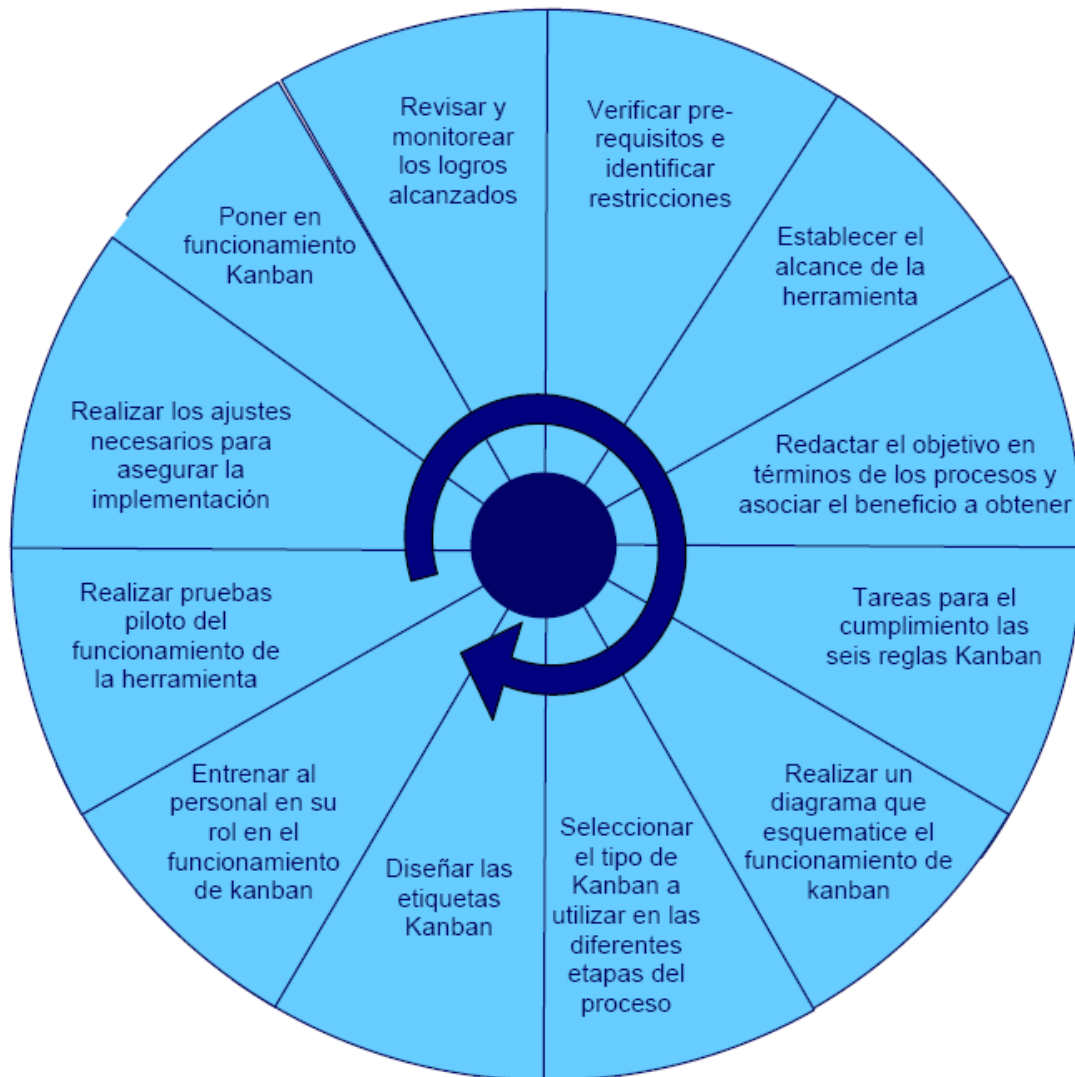 Verificar pre-
requisitos e
identificar
restricciones
Establecer el
alcance de la
herramienta
Redactar el objetivo en
términos de los procesos y
asociar el beneficio a obtener
Tareas para el
cumplimiento las
seis reglas Kanban
Realizar un
diagrama que
esquematice el
funcionamiento de
kanban
Seleccionar
el tipo de
Kanban a
utilizar en las
diferentes
etapas del
proceso
Diseñar las
etiquetas
Kanban
Entrenar al
personal en su
rol en el
funcionamiento
de kanban
Realizar pruebas
piloto del
funcionamiento de
la herramienta
Realizar los ajustes
necesarios para
asegurar la
implementación
Poner en
funcionamiento
Kanban
Revisar y
monitorear
los logros
alcanzados